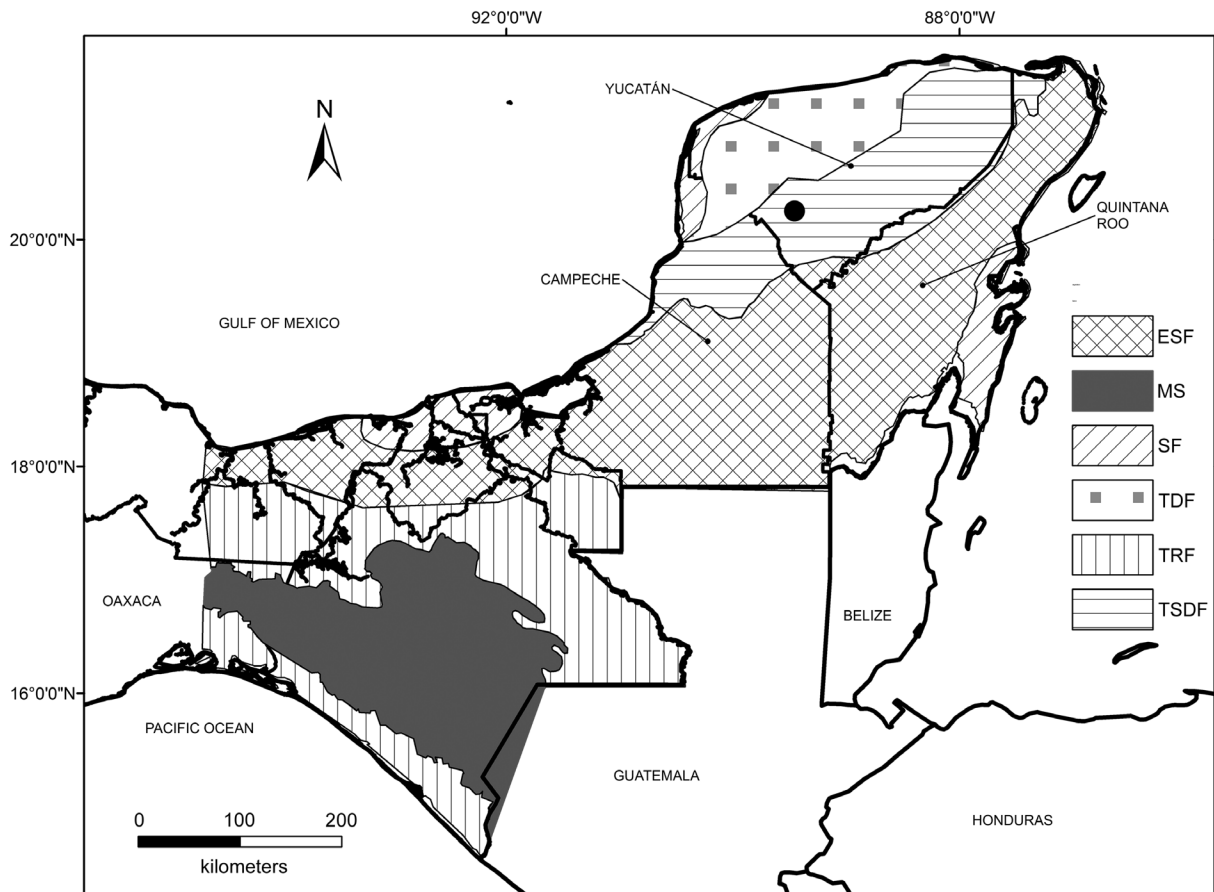 92°0'0"W
88°0'0"W
N
YUCATÁN
20°0'0"N
QUINTANA
ROO
CAMPECHE
GULF OF MEXICO
ESF
MS
SF
18°0'0"N
TDF
TRF
OAXACA
BELIZE
TSDF
16°0'0"N
PACIFIC OCEAN
GUATEMALA
0 100 200
kilometers
HONDURAS